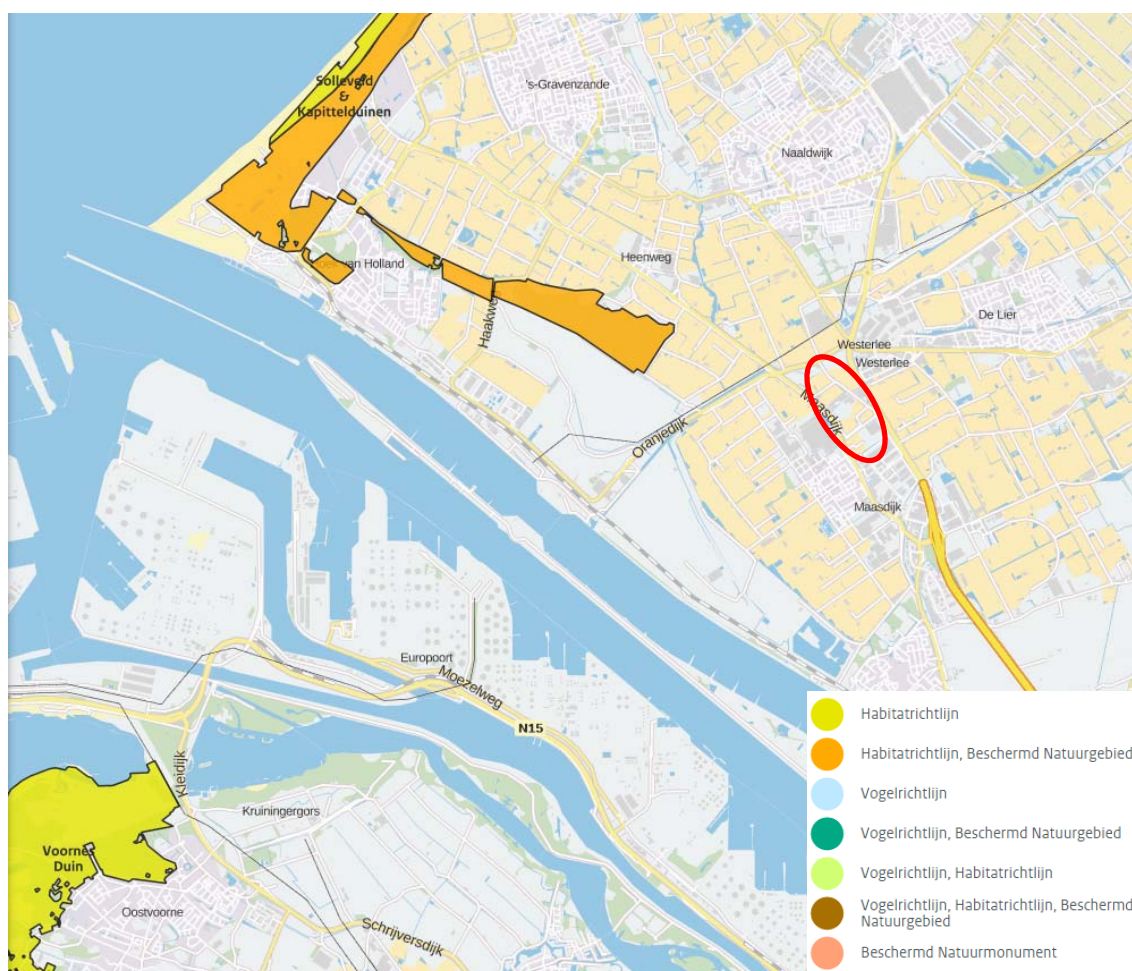 Solleveld
&
Kapittelduinen
's-Gravenzande
Naaldwijk
van Holland
Heenweg
Haakweg
De Lier
Westerlee
Westerlee
Maasdijk
Oranjedijk
Maasdijk
Europoort
Moezelweg
N15
Kleidijk
Kruiningergors
Voornes
Duin
Oostvoorne
Schrijversdijk
Habitatrichtlijn
Habitatrichtlijn, Beschermd Natuurgebied
Vogelrichtlijn
Vogelrichtlijn, Beschermd Natuurgebied
Vogelrichtlijn, Habitatrichtlijn
Vogelrichtlijn, Habitatrichtlijn, Beschermd
Natuurgebied
Beschermd Natuurmonument